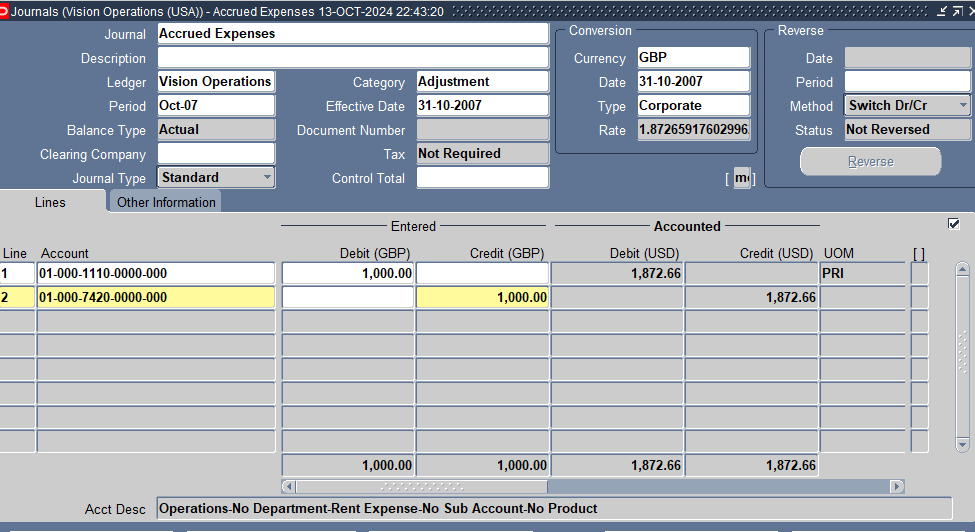 Journals (Vision Operations (USA)) - Accrued Expenses 13-OCT-2024 22:43:20
Journal Accrued Expenses
Description
Ledger Vision Operations Category Adjustment
Period Oct-07 Effective Date 31-10-2007
Balance Type Actual Document Number
Clearing Company Tax Not Required
Journal Type Standard Control Total
Conversion
Currency GBP
Date 31-10-2007
Type Corporate
Rate 1.87265917602996
Reverse
Date
Period
Method Switch Dr/Cr
Status Not Reversed
Reverse
[ ]
Lines Other Information
Entered Accounted
Line Account Debit (GBP) Credit (GBP) Debit (USD) Credit (USD) UOM [ ]
1 01-000-1110-0000-000 1,000.00 1,872.66 PRI
2 01-000-7420-0000-000 1,000.00 1,872.66
1,000.00 1,000.00 1,872.66 1,872.66
Acct Desc Operations-No Department-Rent Expense-No Sub Account-No Product